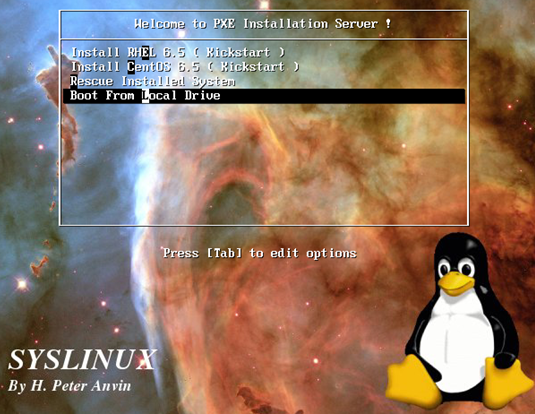 Welcome to PXE Installation Server !
Install RHEL 6.5 ( Kickstart )
Install CentOS 6.5 ( Kickstart )
Rescue Installed System
Boot From Local Drive
Press [Tab] to edit options
SYSLINUX
By H. Peter Anvin